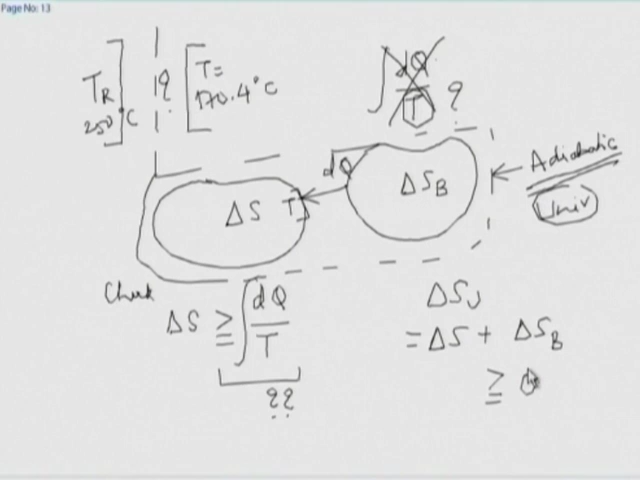 Page No: 13
T_R
250°C
T =
170.4°C
∫ dQ/T ?
dQ
T
ΔS
ΔS_B
Adiabatic
Univ
Check
ΔS ≥ ∫ dQ/T
??
ΔS_U
= ΔS + ΔS_B
≥ 0